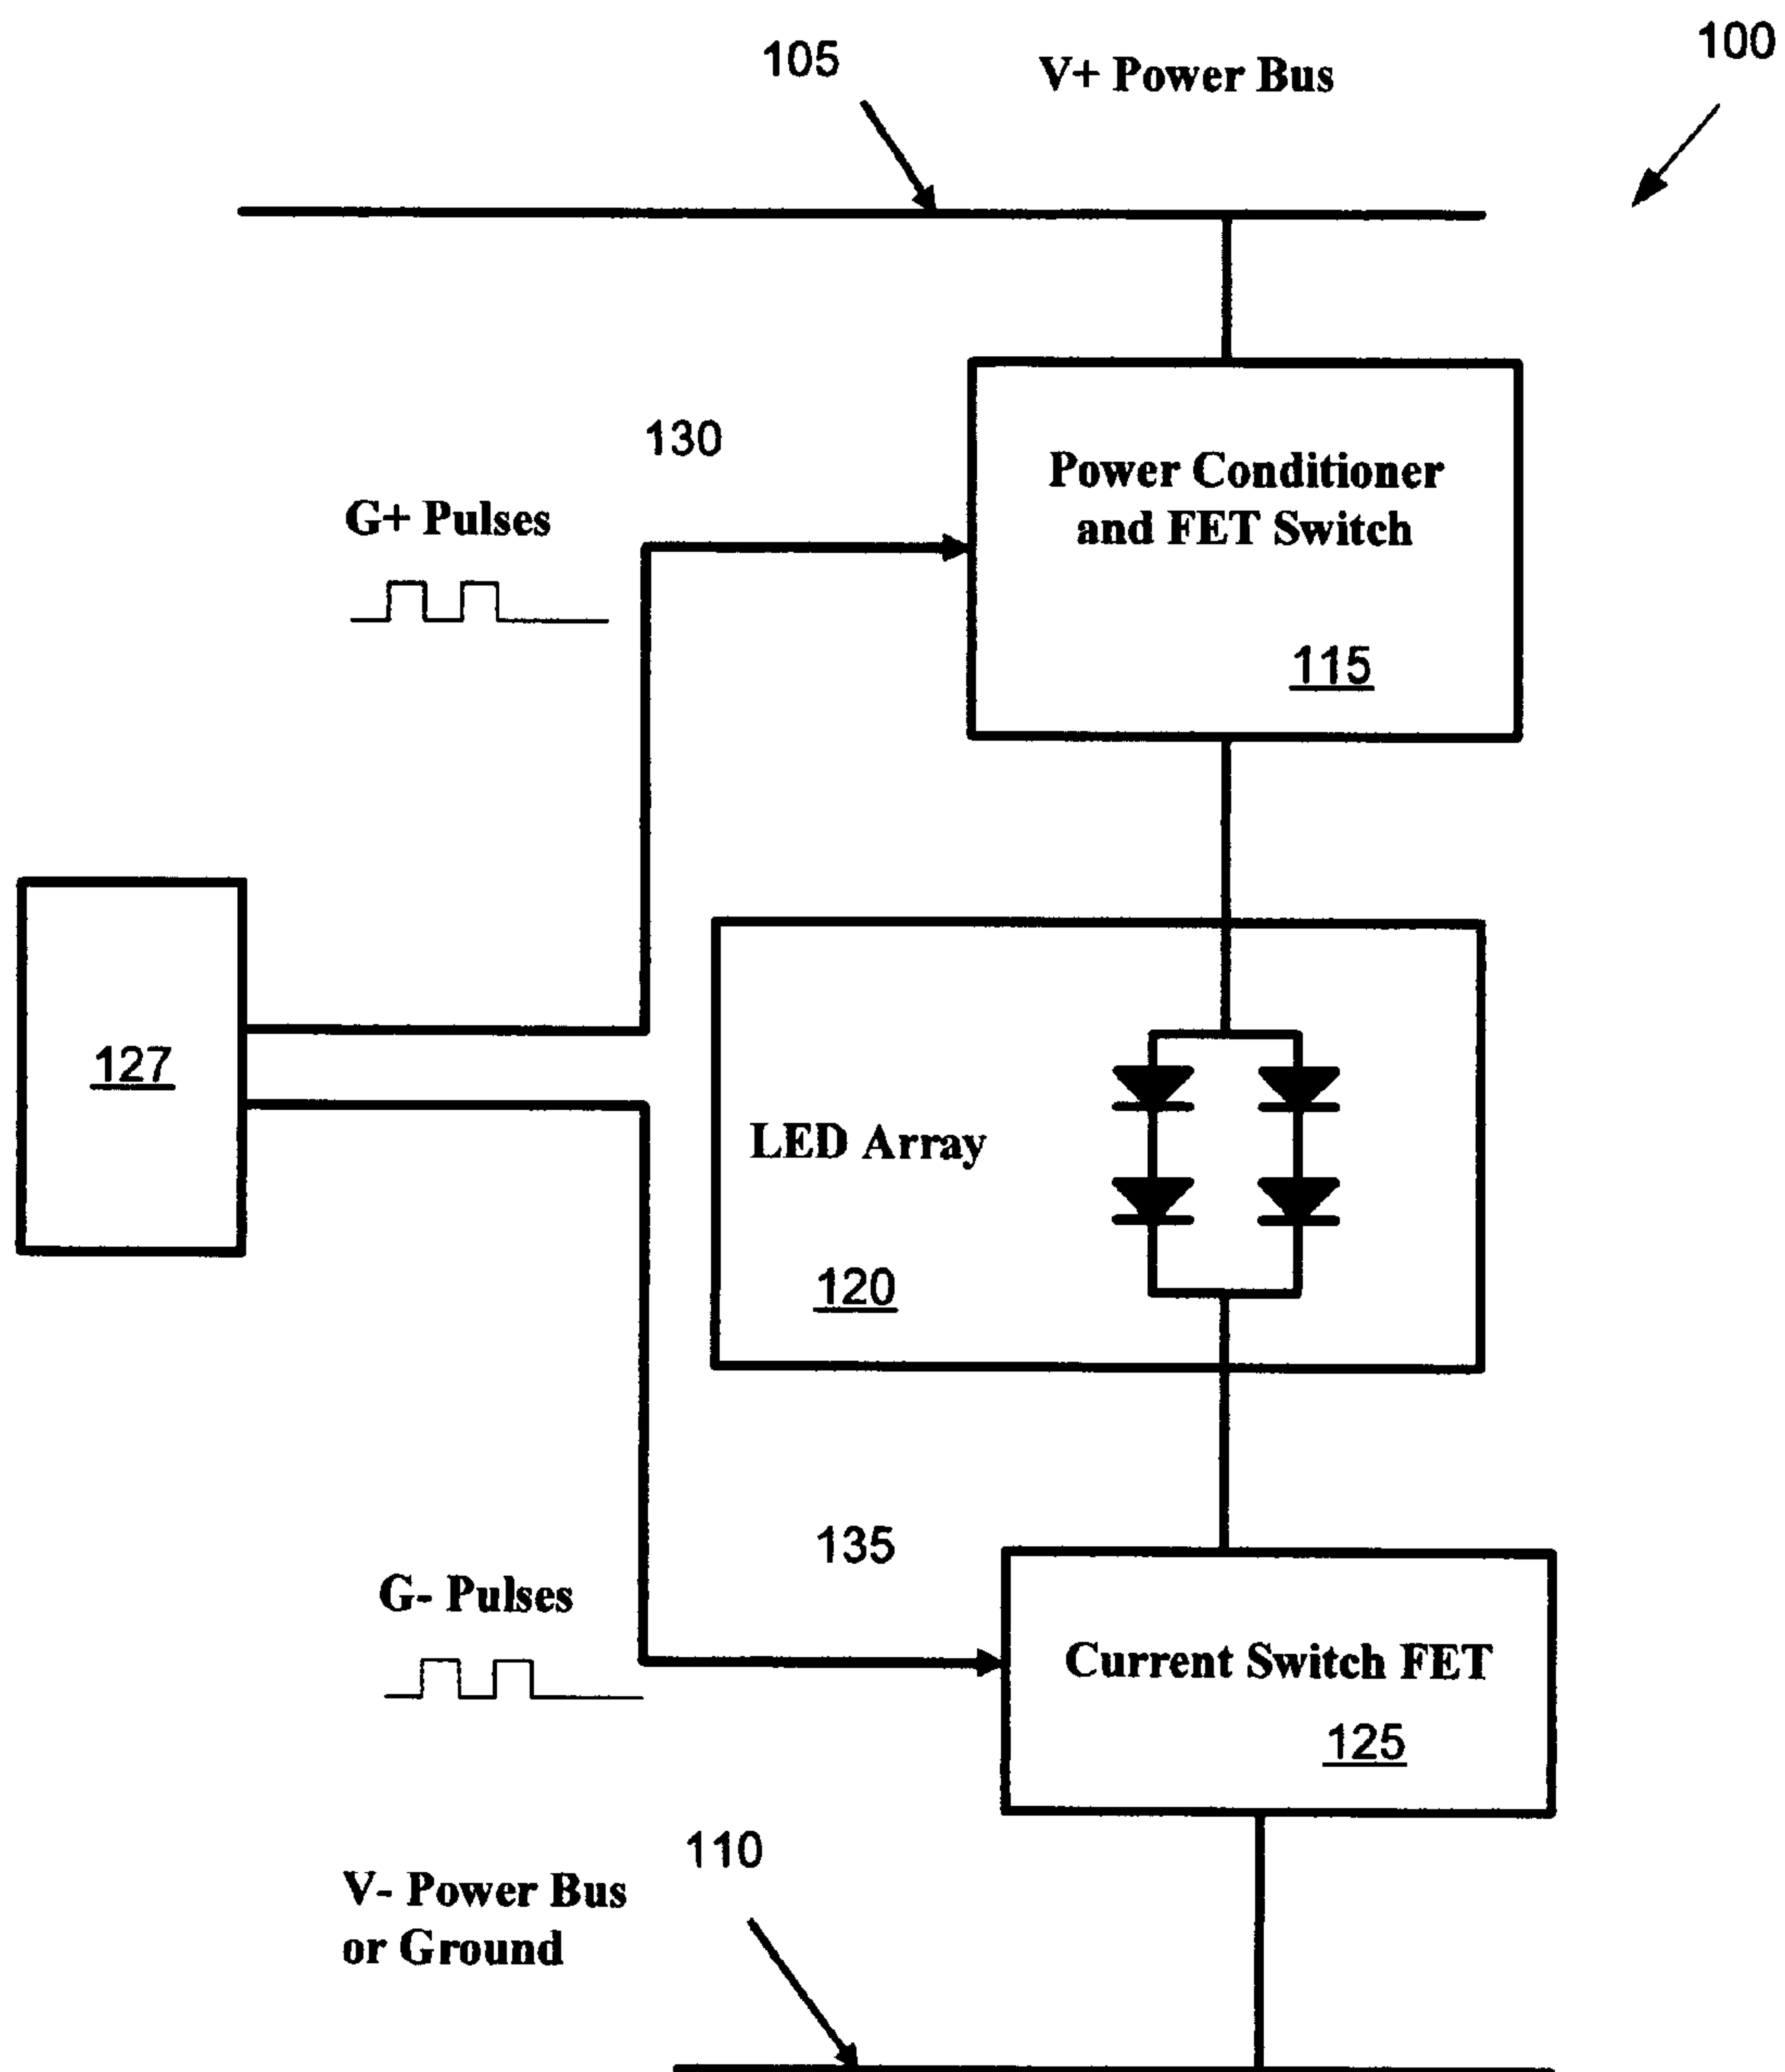 105
V+ Power Bus
100
130
G+ Pulses
Power Conditioner
and FET Switch
115
127
LED Array
120
135
G- Pulses
Current Switch FET
125
110
V- Power Bus
or Ground